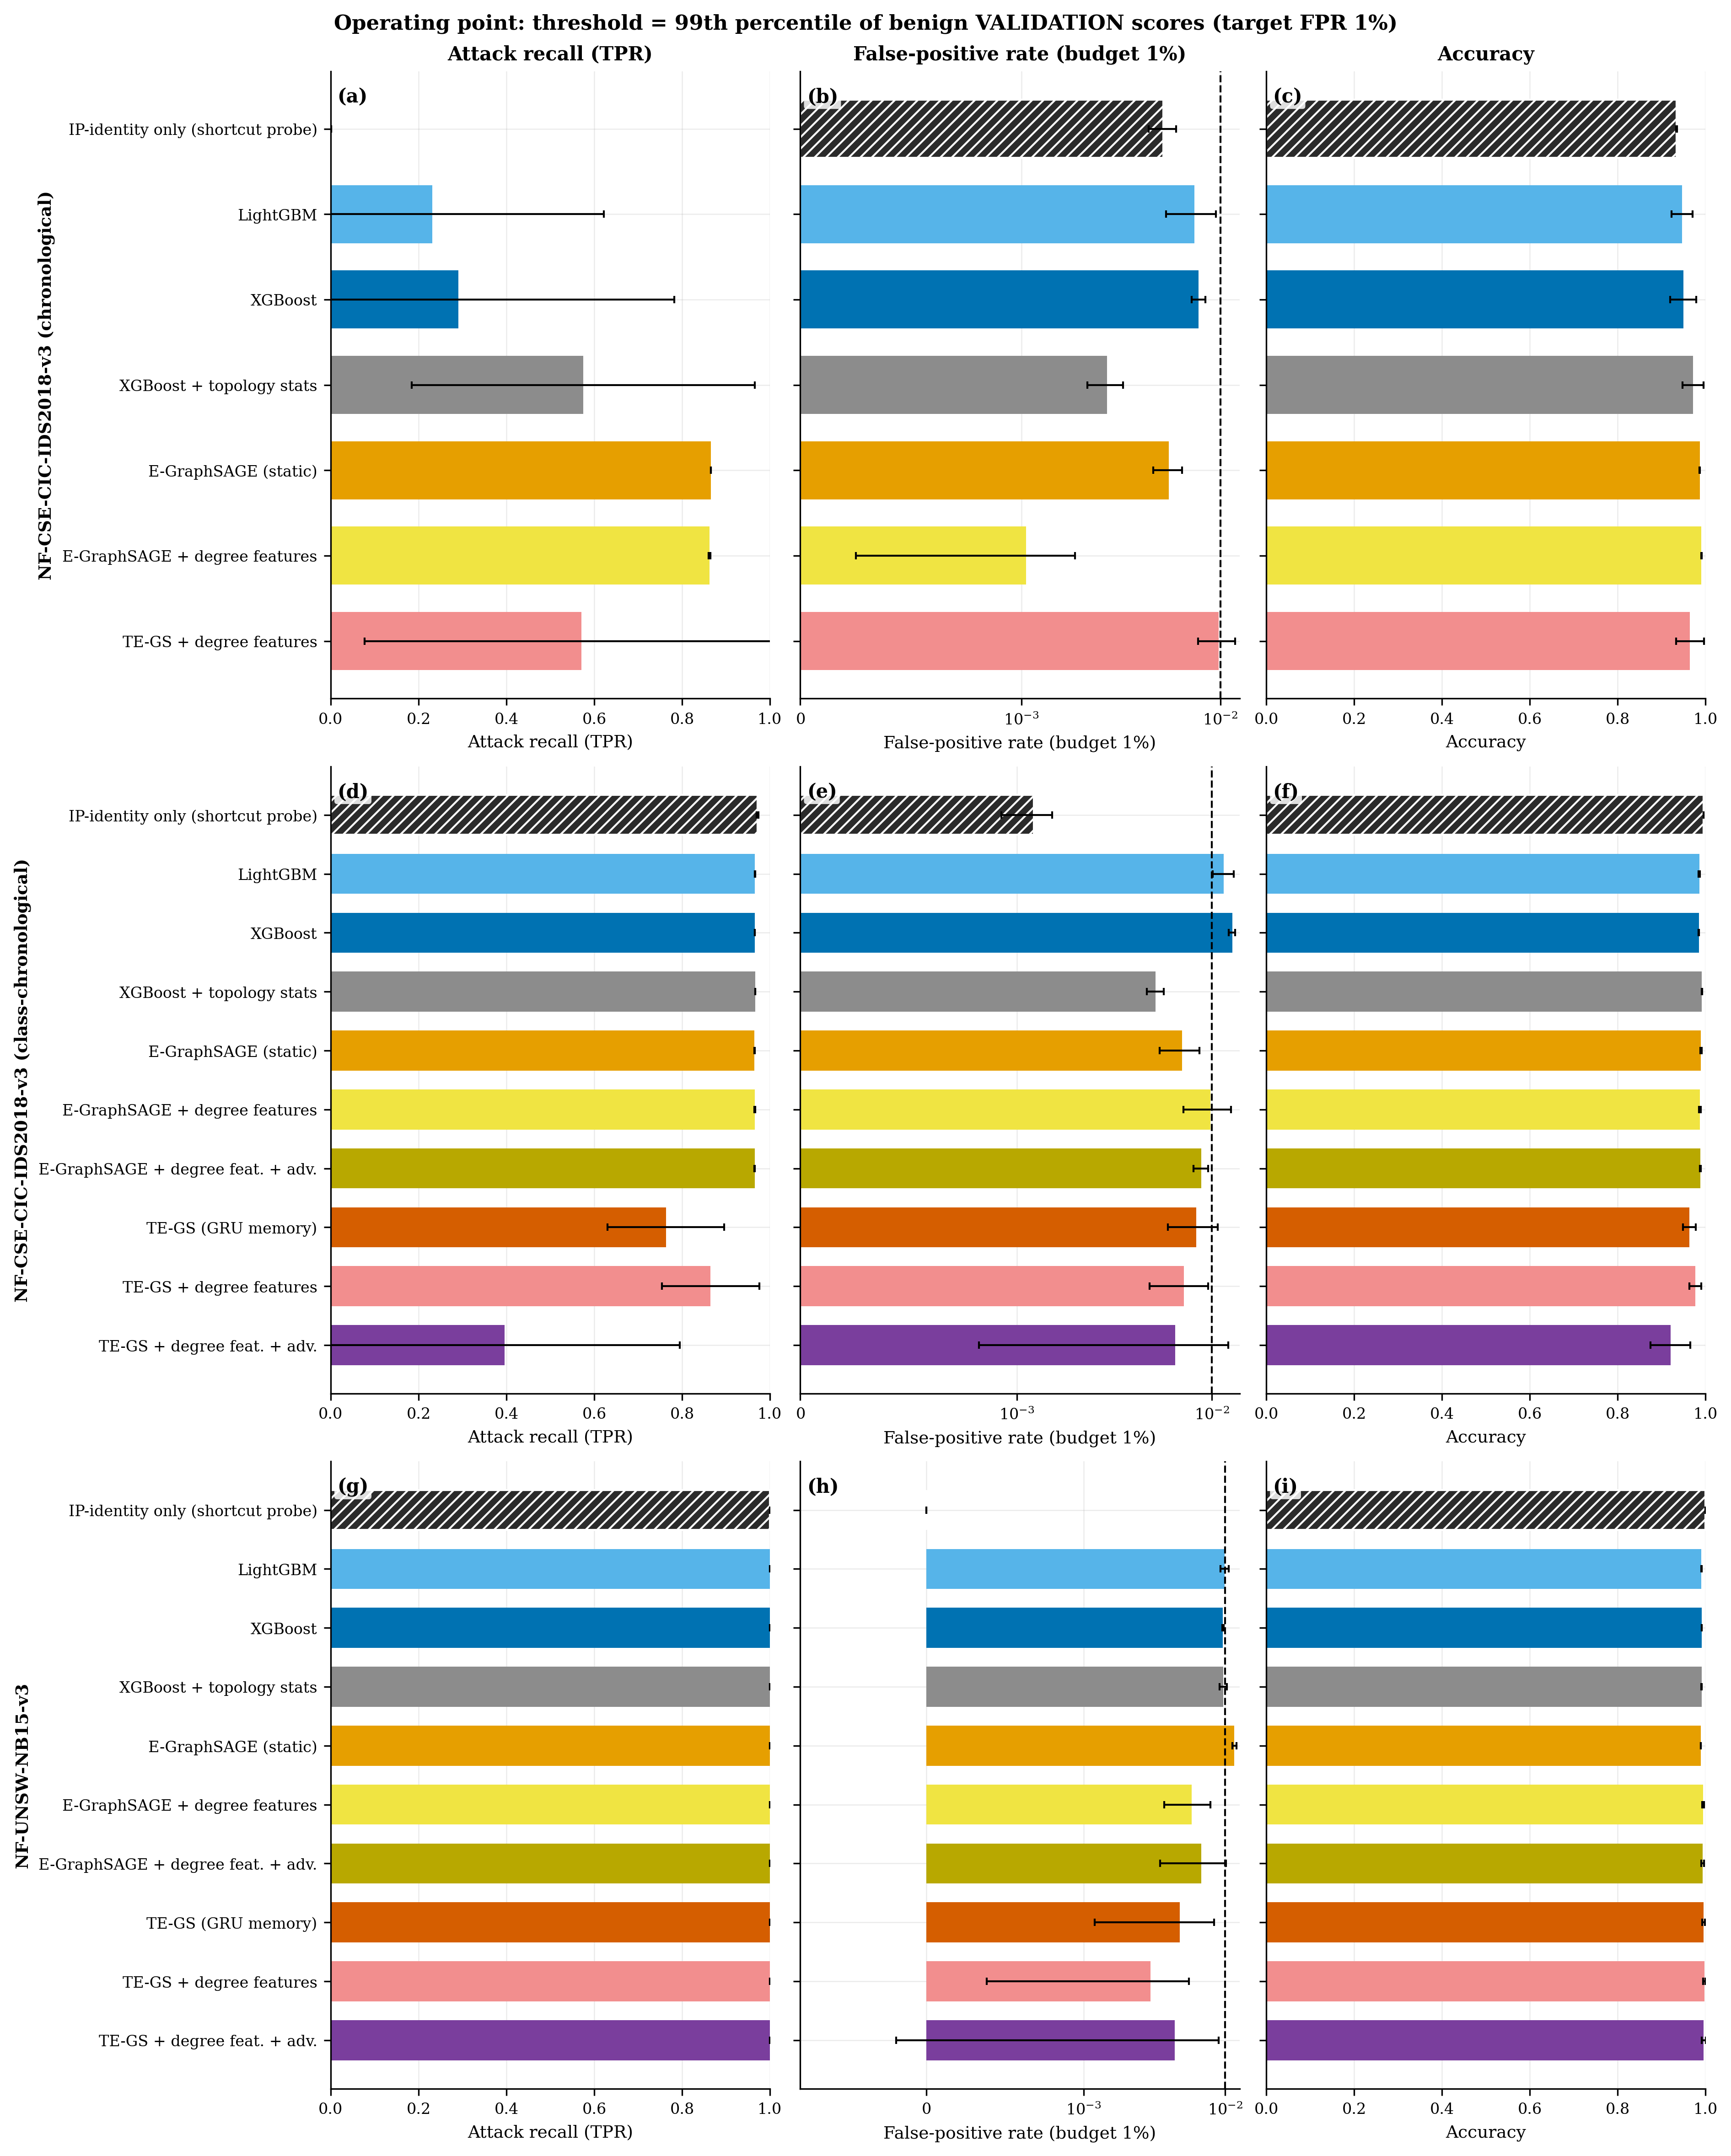 Operating point: threshold = 99th percentile of benign VALIDATION scores (target FPR 1%)
Attack recall (TPR)
False-positive rate (budget 1%)
Accuracy
NF-CSE-CIC-IDS2018-v3 (chronological)
(a)
(b)
(c)
IP-identity only (shortcut probe)
LightGBM
XGBoost
XGBoost + topology stats
E-GraphSAGE (static)
E-GraphSAGE + degree features
TE-GS + degree features
0.0 0.2 0.4 0.6 0.8 1.0
0 10⁻³ 10⁻²
0.0 0.2 0.4 0.6 0.8 1.0
Attack recall (TPR)
False-positive rate (budget 1%)
Accuracy
NF-CSE-CIC-IDS2018-v3 (class-chronological)
(d)
(e)
(f)
IP-identity only (shortcut probe)
LightGBM
XGBoost
XGBoost + topology stats
E-GraphSAGE (static)
E-GraphSAGE + degree features
E-GraphSAGE + degree feat. + adv.
TE-GS (GRU memory)
TE-GS + degree features
TE-GS + degree feat. + adv.
0.0 0.2 0.4 0.6 0.8 1.0
0 10⁻³ 10⁻²
0.0 0.2 0.4 0.6 0.8 1.0
Attack recall (TPR)
False-positive rate (budget 1%)
Accuracy
NF-UNSW-NB15-v3
(g)
(h)
(i)
IP-identity only (shortcut probe)
LightGBM
XGBoost
XGBoost + topology stats
E-GraphSAGE (static)
E-GraphSAGE + degree features
E-GraphSAGE + degree feat. + adv.
TE-GS (GRU memory)
TE-GS + degree features
TE-GS + degree feat. + adv.
0.0 0.2 0.4 0.6 0.8 1.0
0 10⁻³ 10⁻²
0.0 0.2 0.4 0.6 0.8 1.0
Attack recall (TPR)
False-positive rate (budget 1%)
Accuracy